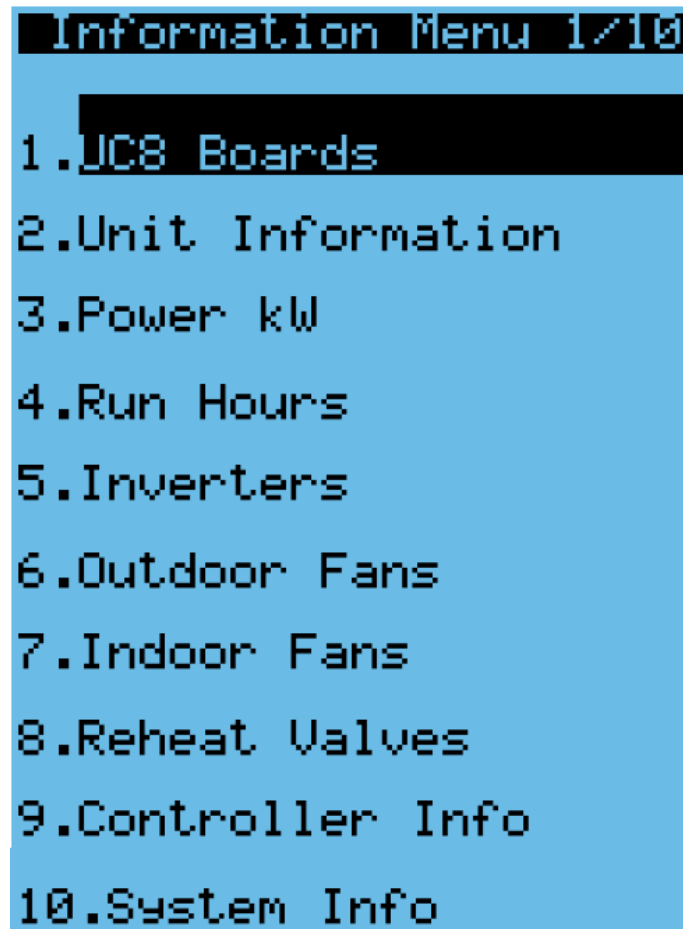 Information Menu 1/10
1.UC8 Boards
2.Unit Information
3.Power kW
4.Run Hours
5.Inverters
6.Outdoor Fans
7.Indoor Fans
8.Reheat Valves
9.Controller Info
10.System Info